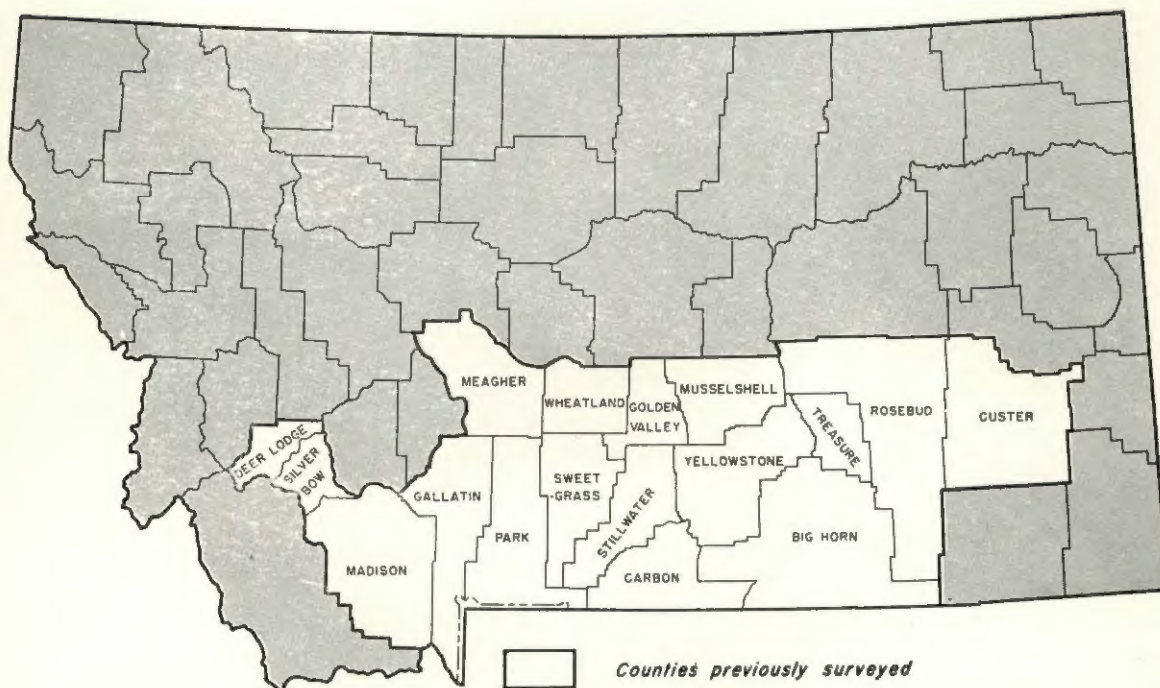 MEAGHER
WHEATLAND
GOLDEN
VALLEY
MUSSELSHELL
ROSEBUD
CUSTER
TREASURE
DEER LODGE
SILVER
BOW
GALLATIN
PARK
SWEET
GRASS
STILLWATER
YELLOWSTONE
BIG HORN
MADISON
CARBON
Counties previously surveyed